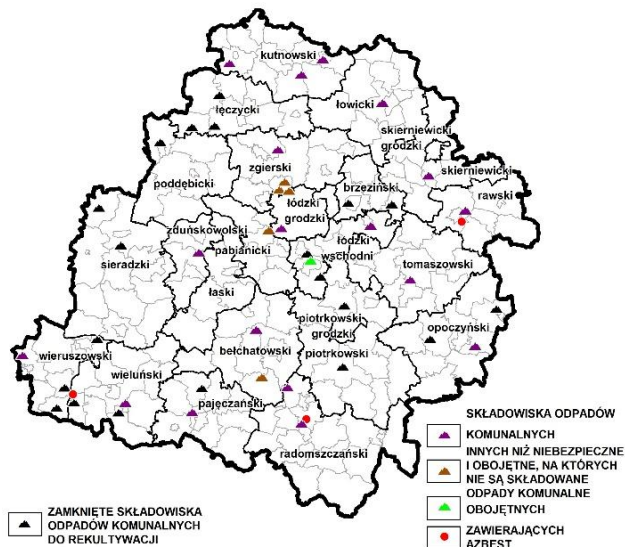 kutnowski
łowicki
łęczycki
skierniewicki
grodzki
skierniewicki
zgierski
poddębicki
brzeziński
rawski
łódzki
grodzki
zduńskowolski
łódzki
pabianicki
wschodni
sieradzki
tomaszowski
łaski
piotrkowski
grodzki
opoczyński
wieruszowski
bełchatowski
piotrkowski
wieluński
pajęczański
radomszczański
SKŁADOWISKA ODPADÓW
KOMUNALNYCH
INNYCH NIŻ NIEBEZPIECZNE
I OBOJĘTNE, NA KTÓRYCH
NIE SĄ SKŁADOWANE
ODPADY KOMUNALNE
OBOJĘTNYCH
ZAWIERAJĄCYCH
AZBEST
ZAMKNIĘTE SKŁADOWISKA
ODPADÓW KOMUNALNYCH
DO REKULTYWACJI